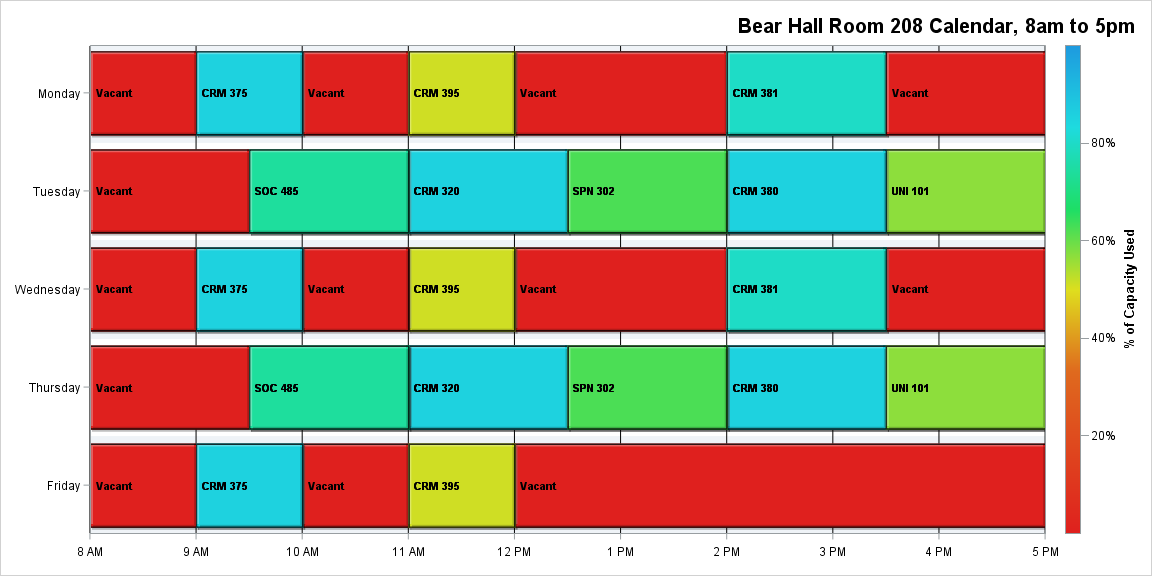 Bear Hall Room 208 Calendar, 8am to 5pm
Monday
Vacant
CRM 375
Vacant
CRM 395
Vacant
CRM 381
Vacant
Tuesday
Vacant
SOC 485
CRM 320
SPN 302
CRM 380
UNI 101
Wednesday
Vacant
CRM 375
Vacant
CRM 395
Vacant
CRM 381
Vacant
Thursday
Vacant
SOC 485
CRM 320
SPN 302
CRM 380
UNI 101
Friday
Vacant
CRM 375
Vacant
CRM 395
Vacant
8 AM
9 AM
10 AM
11 AM
12 PM
1 PM
2 PM
3 PM
4 PM
5 PM
80%
60%
40%
20%
% of Capacity Used